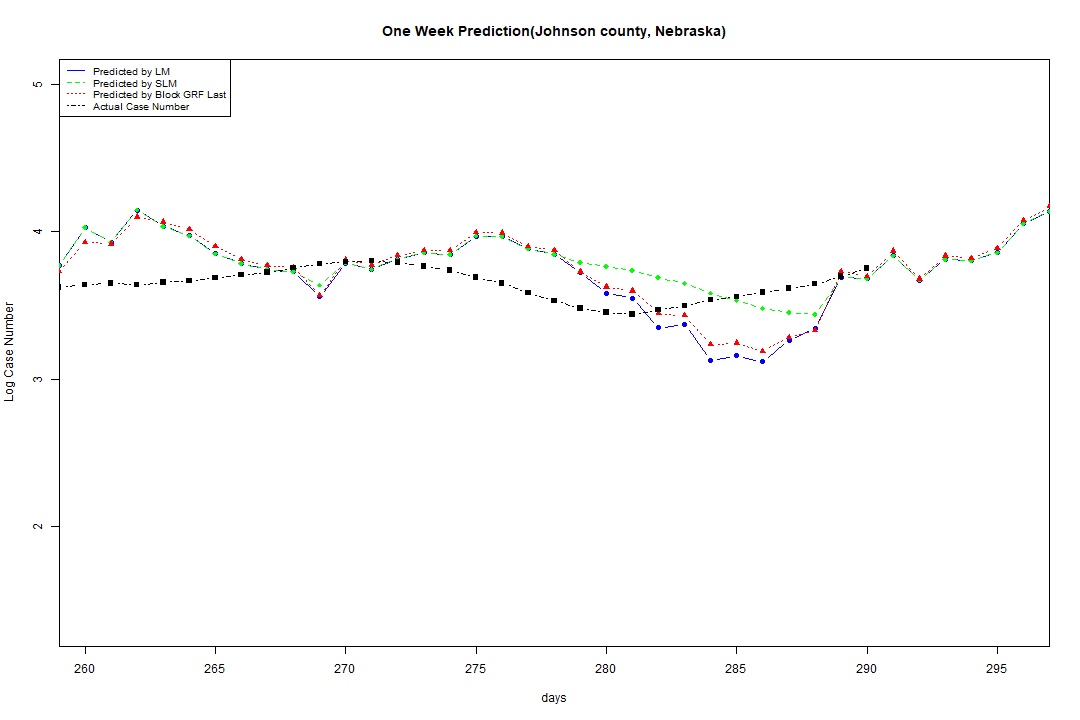 One Week Prediction(Johnson county, Nebraska)
Predicted by LM
Predicted by SLM
Predicted by Block GRF Last
Actual Case Number
5
4
3
2
Log Case Number
260 265 270 275 280 285 290 295
days